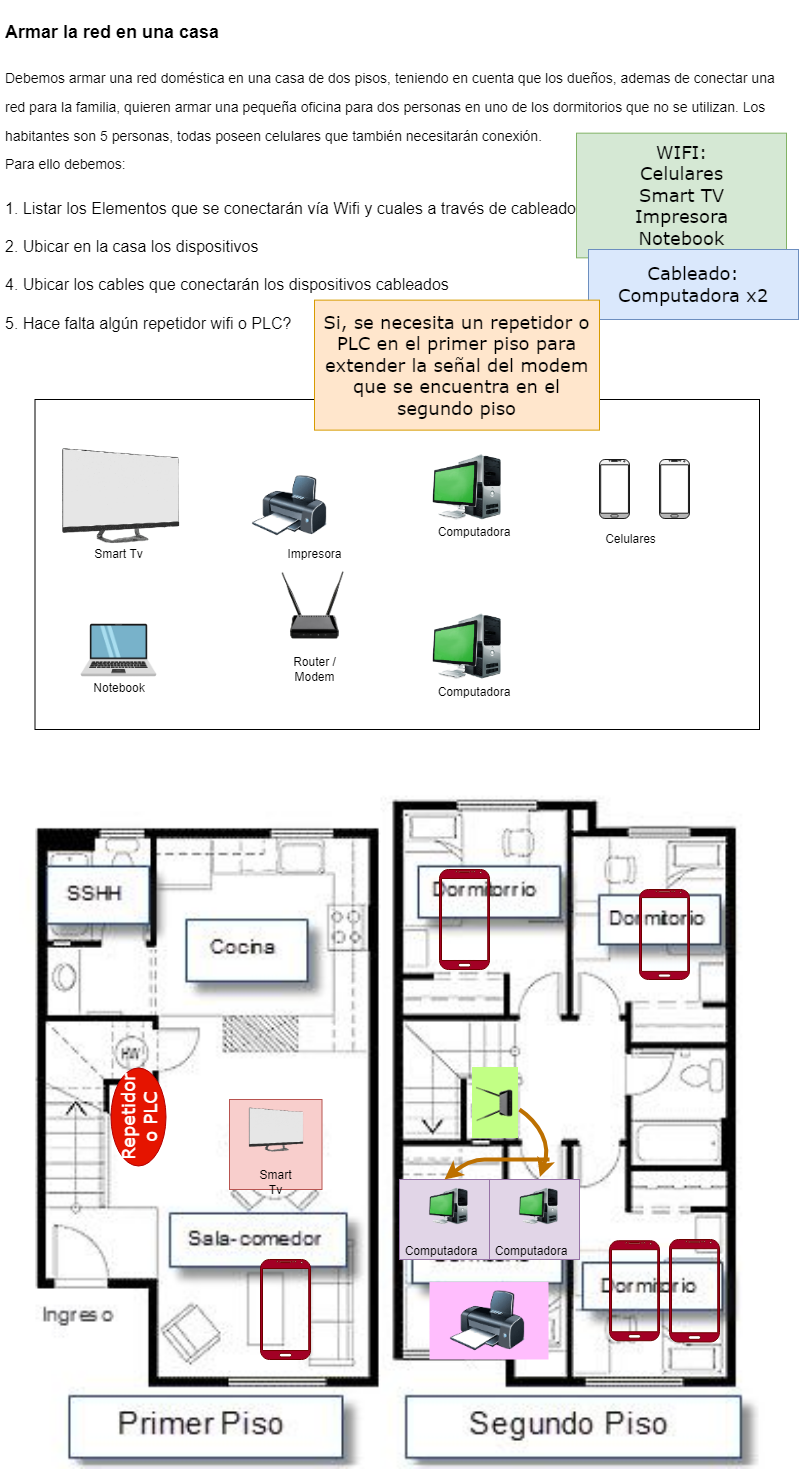 Armar la red en una casa
Debemos armar una red doméstica en una casa de dos pisos, teniendo en cuenta que los dueños, ademas de conectar una
red para la familia, quieren armar una pequeña oficina para dos personas en uno de los dormitorios que no se utilizan. Los
habitantes son 5 personas, todas poseen celulares que también necesitarán conexión.
Para ello debemos:
1. Listar los Elementos que se conectarán vía Wifi y cuales a través de cableado
2. Ubicar en la casa los dispositivos
4. Ubicar los cables que conectarán los dispositivos cableados
5. Hace falta algún repetidor wifi o PLC?
WIFI:
Celulares
Smart TV
Impresora
Notebook
Cableado:
Computadora x2
Si, se necesita un repetidor o
PLC en el primer piso para
extender la señal del modem
que se encuentra en el
segundo piso
Smart Tv
Impresora
Computadora
Celulares
Notebook
Router /
Modem
Computadora
SSHH
Cocina
HW
Repetidor
o PLC
Smart
Tv
Sala-comedor
Ingreso
Primer Piso
Dormitorrio
Dormitorio
Computadora
Computadora
Dormitorio
Segundo Piso